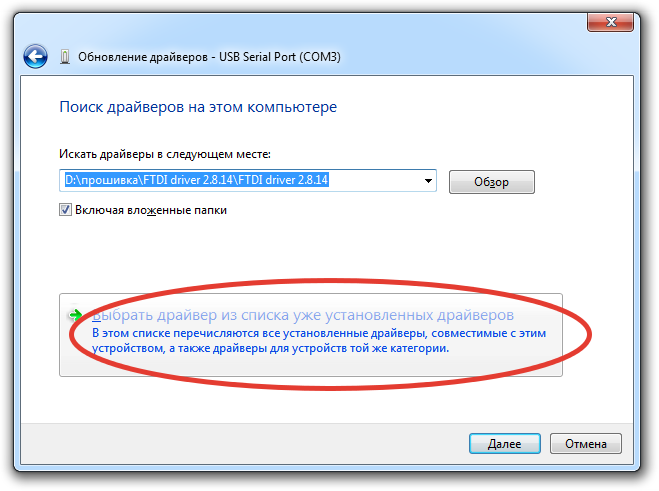 Обновление драйверов - USB Serial Port (COM3)
Поиск драйверов на этом компьютере
Искать драйверы в следующем месте:
D:\прошивка\FTDI driver 2.8.14\FTDI driver 2.8.14
Обзор
Включая вложенные папки
Выбрать драйвер из списка уже установленных драйверов
В этом списке перечисляются все установленные драйверы, совместимые с этим
устройством, а также драйверы для устройств той же категории.
Далее
Отмена